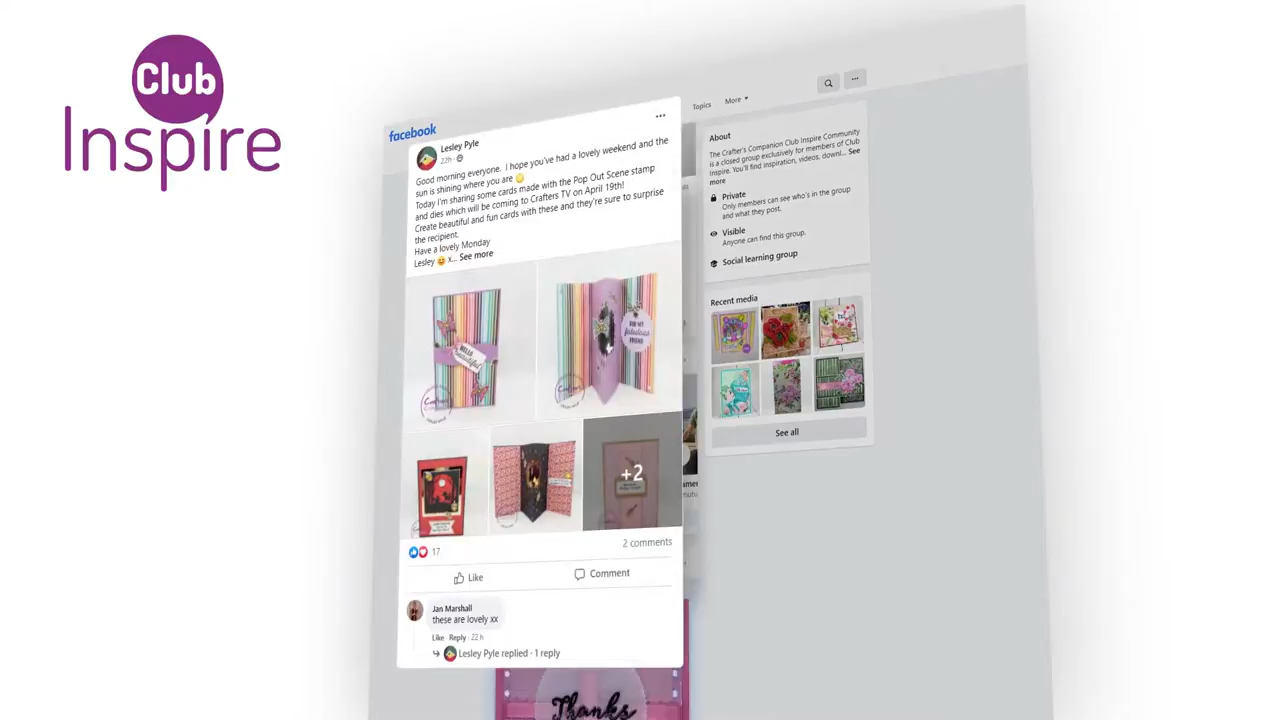 Club
Inspire
facebook
Lesley Pyle
22h
Good morning everyone. I hope you've had a lovely weekend and the
sun is shining where you are
Today I'm sharing some cards made with the Pop Out Scene stamp
and dies which will be coming to Crafters TV on April 19th!
Create beautiful and fun cards with these and they're sure to surprise
the recipient.
Have a lovely Monday
Lesley 😊 x... See more
HELLO
beautiful
FOR MY
fabulous
FRIEND
+2
17
2 comments
Like
Comment
Jan Marshall
these are lovely xx
Like · Reply · 22 h
Lesley Pyle replied · 1 reply
Thanks
Topics
More
About
The Crafter's Companion Club Inspire Community
is a closed group exclusively for members of Club
Inspire. You'll find inspiration, videos, downl... See
more
Private
Only members can see who's in the group
and what they post.
Visible
Anyone can find this group.
Social learning group
Recent media
See all